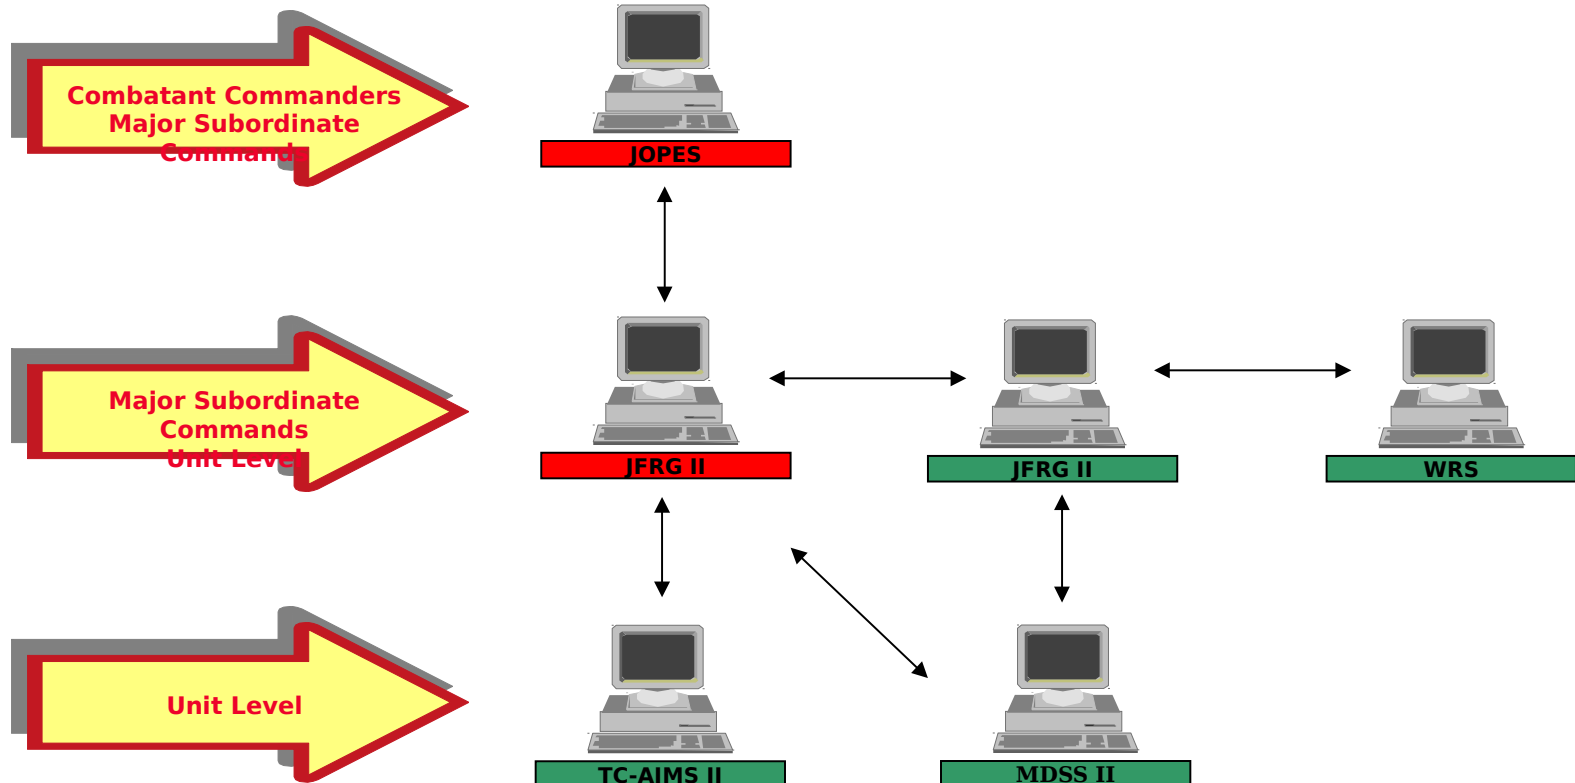 Combatant Commanders
Major Subordinate
Commands
JOPES
Major Subordinate
Commands
Unit Level
JFRG II
JFRG II
WRS
Unit Level
TC-AIMS II
MDSS II